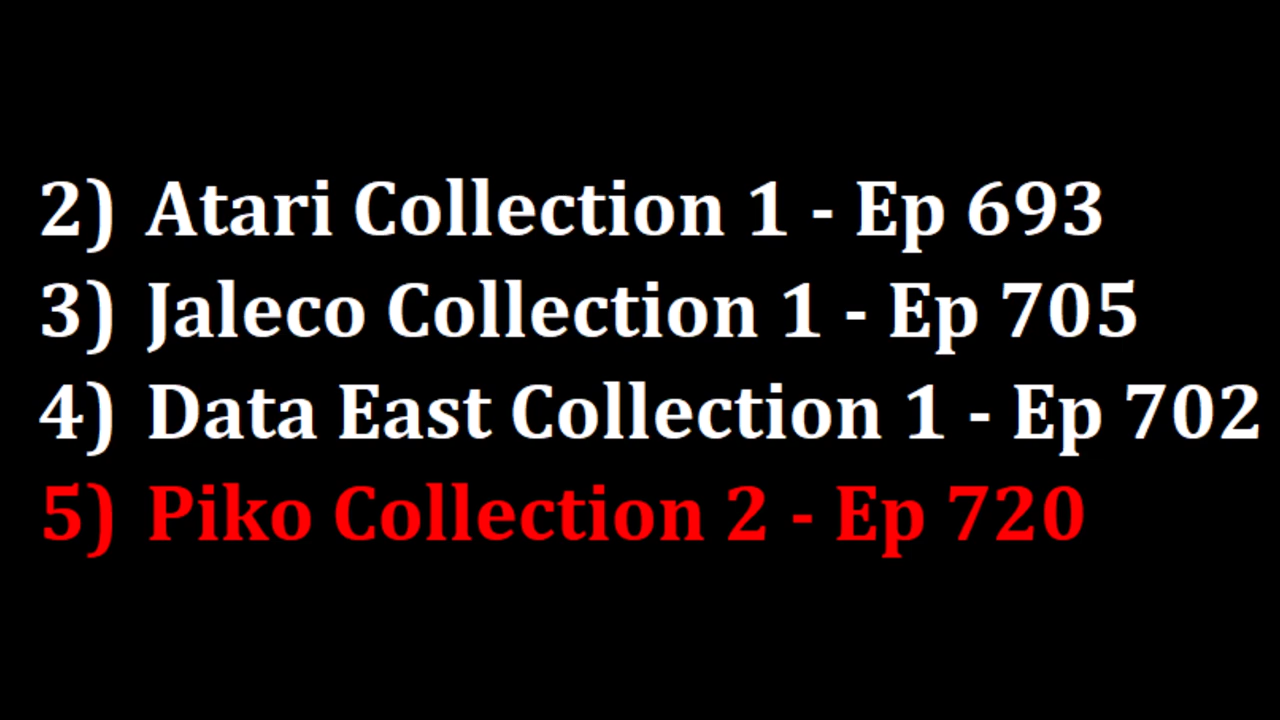 2) Atari Collection 1 - Ep 693
3) Jaleco Collection 1 - Ep 705
4) Data East Collection 1 - Ep 702
5) Piko Collection 2 - Ep 720